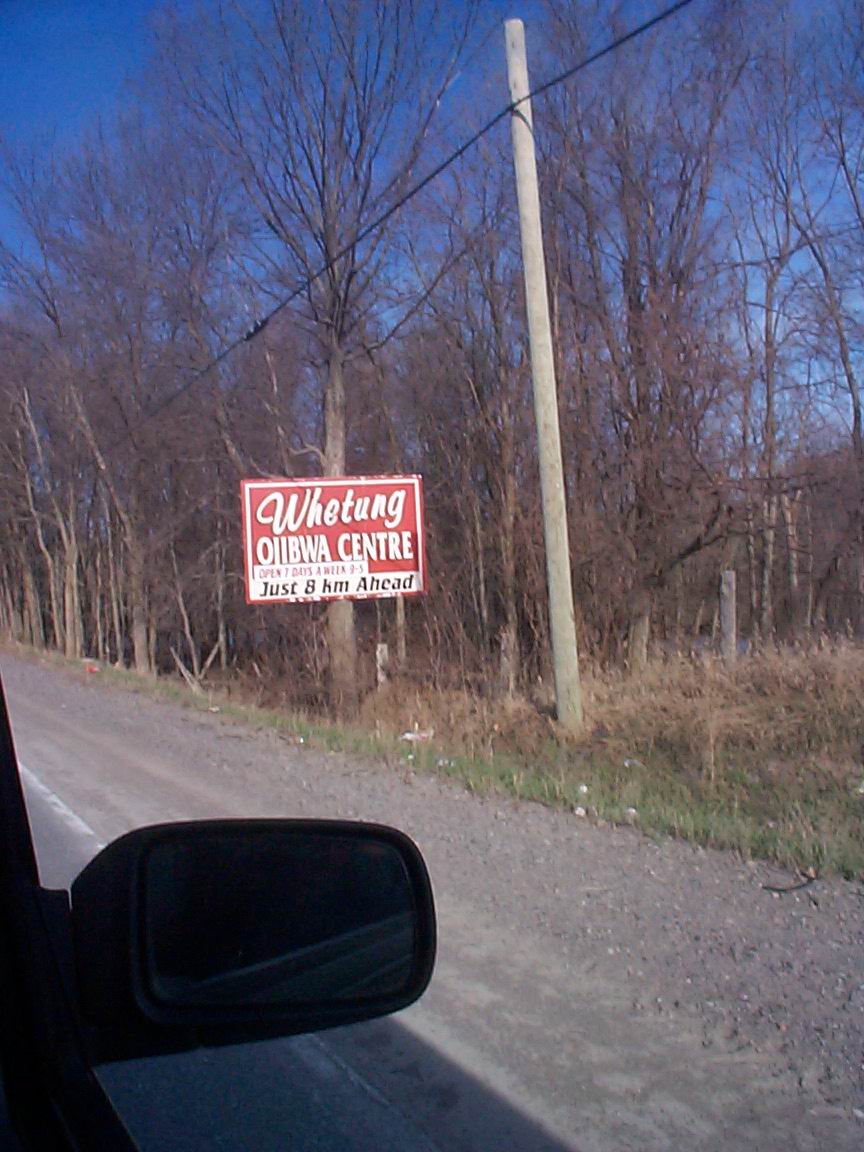 Whetung
OJIBWA CENTRE
OPEN 7 DAYS A WEEK 9-5
Just 8 km Ahead